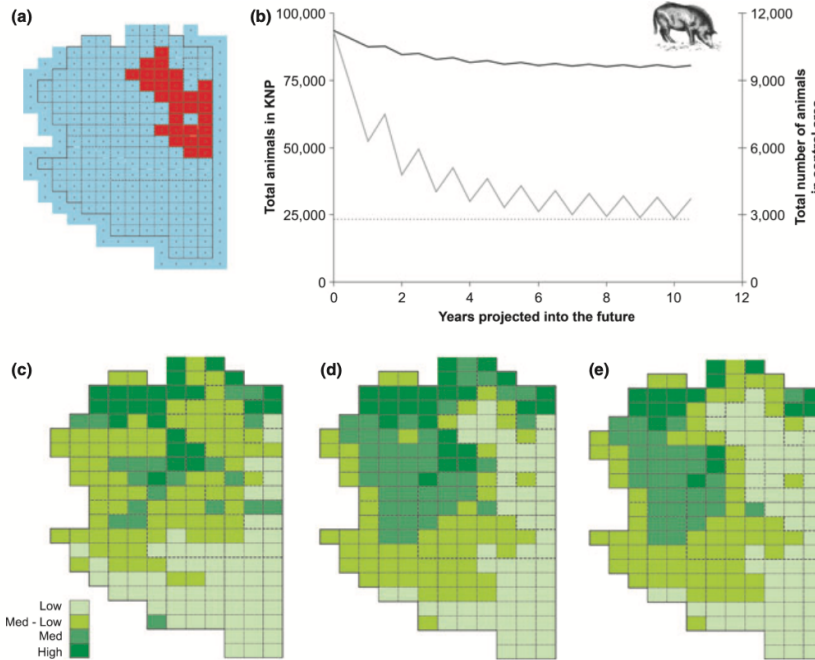 (a)
(b)
100,000
75,000
50,000
25,000
0
Total animals in KNP
12,000
9,000
6,000
3,000
0
Total number of animals
0
2
4
6
8
10
12
Years projected into the future
(c)
(d)
(e)
Low
Med - Low
Med
High